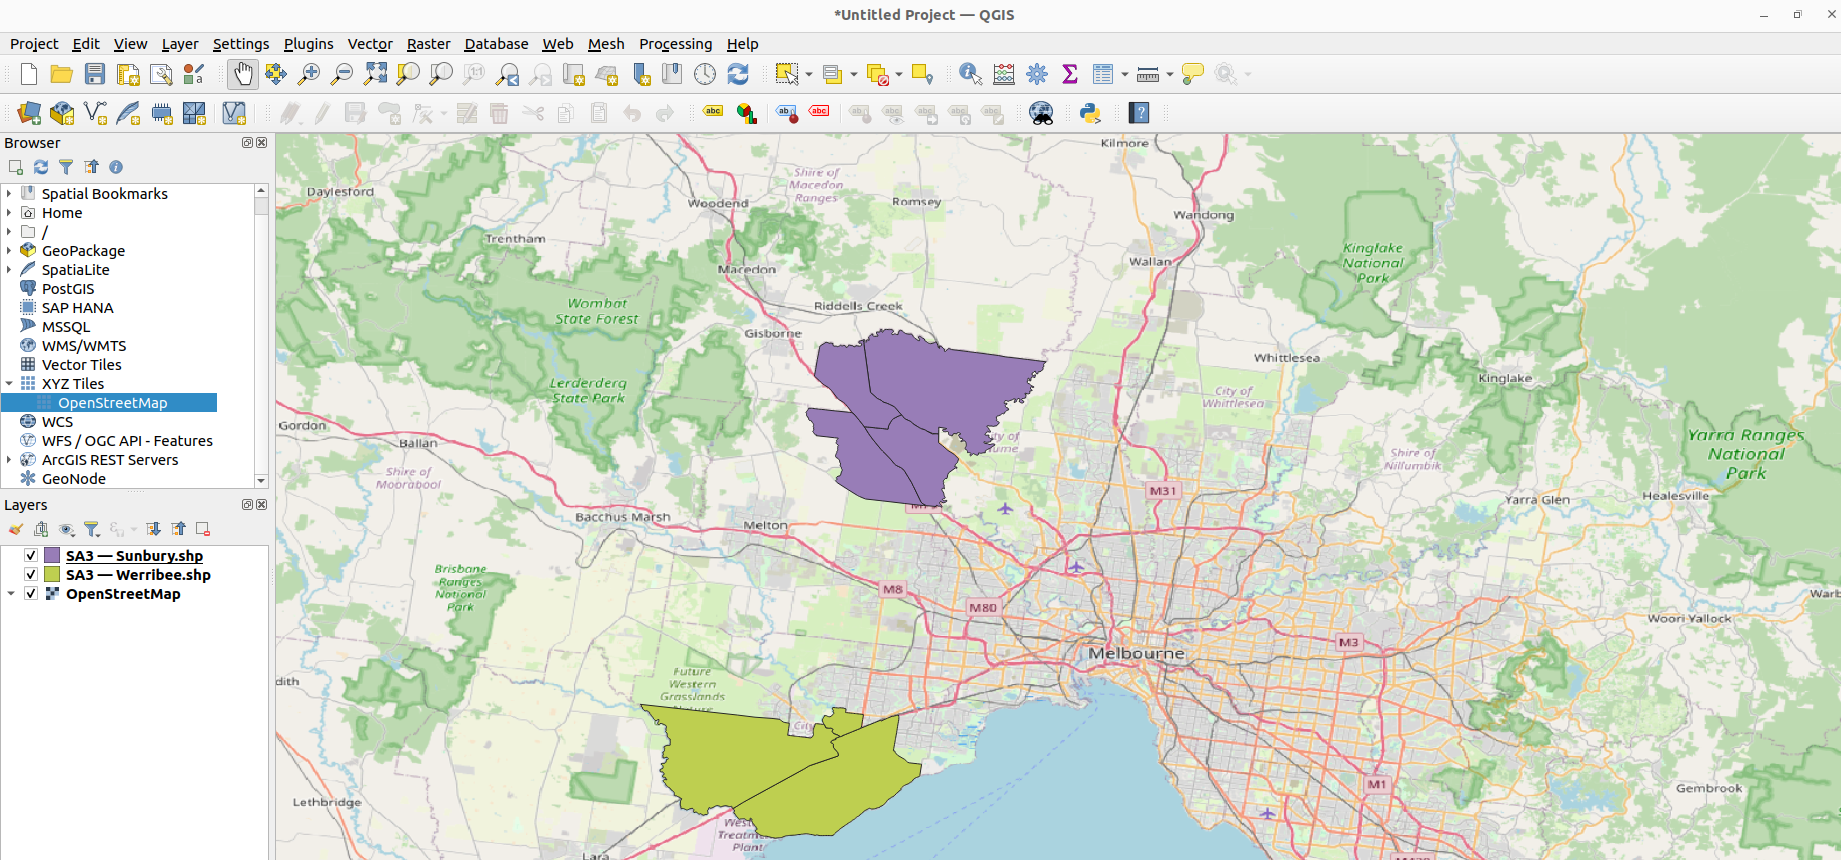 *Untitled Project — QGIS
Project Edit View Layer Settings Plugins Vector Raster Database Web Mesh Processing Help
Browser
Spatial Bookmarks
Home
/
GeoPackage
SpatiaLite
PostGIS
SAP HANA
MSSQL
WMS/WMTS
Vector Tiles
XYZ Tiles
OpenStreetMap
WCS
WFS / OGC API - Features
ArcGIS REST Servers
GeoNode
Layers
SA3 — Sunbury.shp
SA3 — Werribee.shp
OpenStreetMap
Kilmore
Daylesford
Shire of
Macedon
Ranges
Woodend
Romsey
Wandong
Trentham
Kinglake
National
Park
Wallan
Macedon
Wombat
State Forest
Riddells Creek
Gisborne
Whittlesea
Kinglake
Lerderderg
State Park
City of
Whittlesea
Gordon
Ballan
Yarra Ranges
National
Park
Shire of
Moorabool
Shire of
Nillumbik
M31
Healesville
Yarra Glen
Bacchus Marsh
Melton
Brisbane
Ranges
National
Park
M8
M80
Woori Yallock
M3
Melbourne
Future
Western
Grasslands
dith
City
M1
Gembrook
Lethbridge
West
Treatm
Plant
Lara